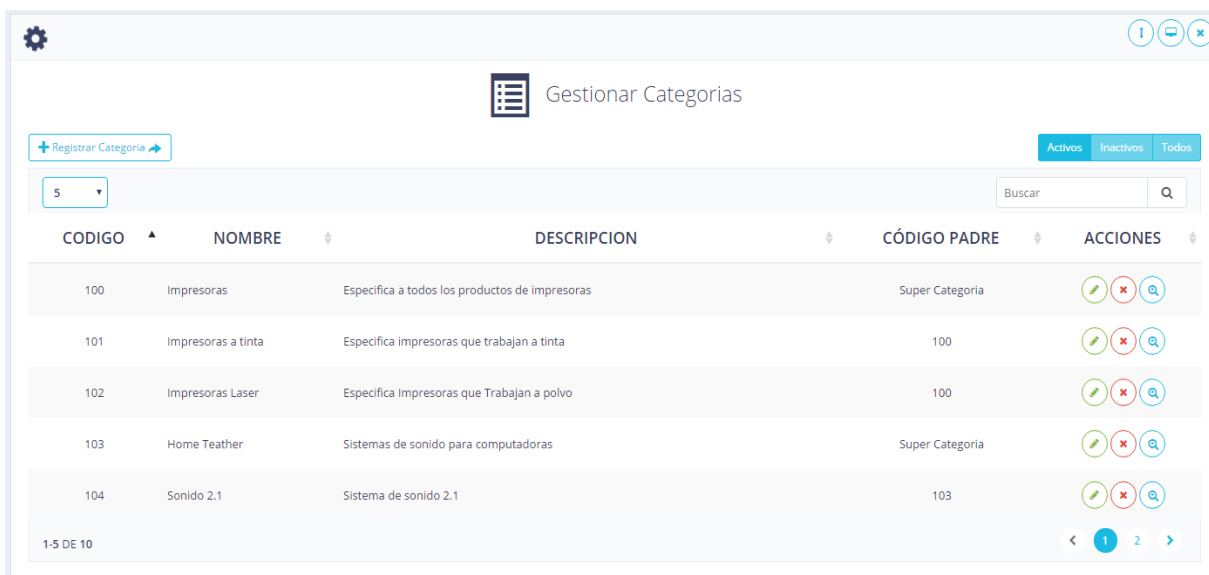 Gestionar Categorias
Registrar Categoria
Activos Inactivos Todos
5 Buscar
CODIGO NOMBRE DESCRIPCION CÓDIGO PADRE ACCIONES
100 Impresoras Especifica a todos los productos de impresoras Super Categoria
101 Impresoras a tinta Especifica impresoras que trabajan a tinta 100
102 Impresoras Laser Especifica Impresoras que Trabajan a polvo 100
103 Home Teather Sistemas de sonido para computadoras Super Categoria
104 Sonido 2.1 Sistema de sonido 2.1 103
1-5 DE 10 1 2